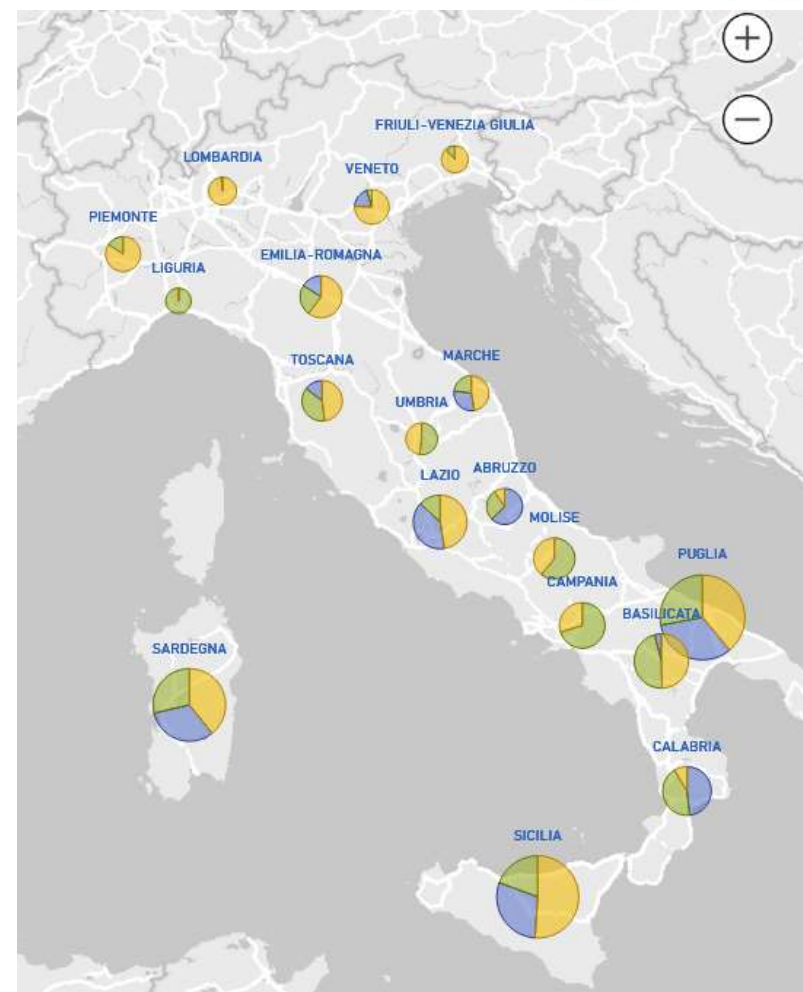 FRIULI-VENEZIA GIULIA
LOMBARDIA
VENETO
PIEMONTE
EMILIA-ROMAGNA
LIGURIA
TOSCANA
MARCHE
UMBRIA
LAZIO
ABRUZZO
MOLISE
PUGLIA
CAMPANIA
BASILICATA
SARDEGNA
CALABRIA
SICILIA